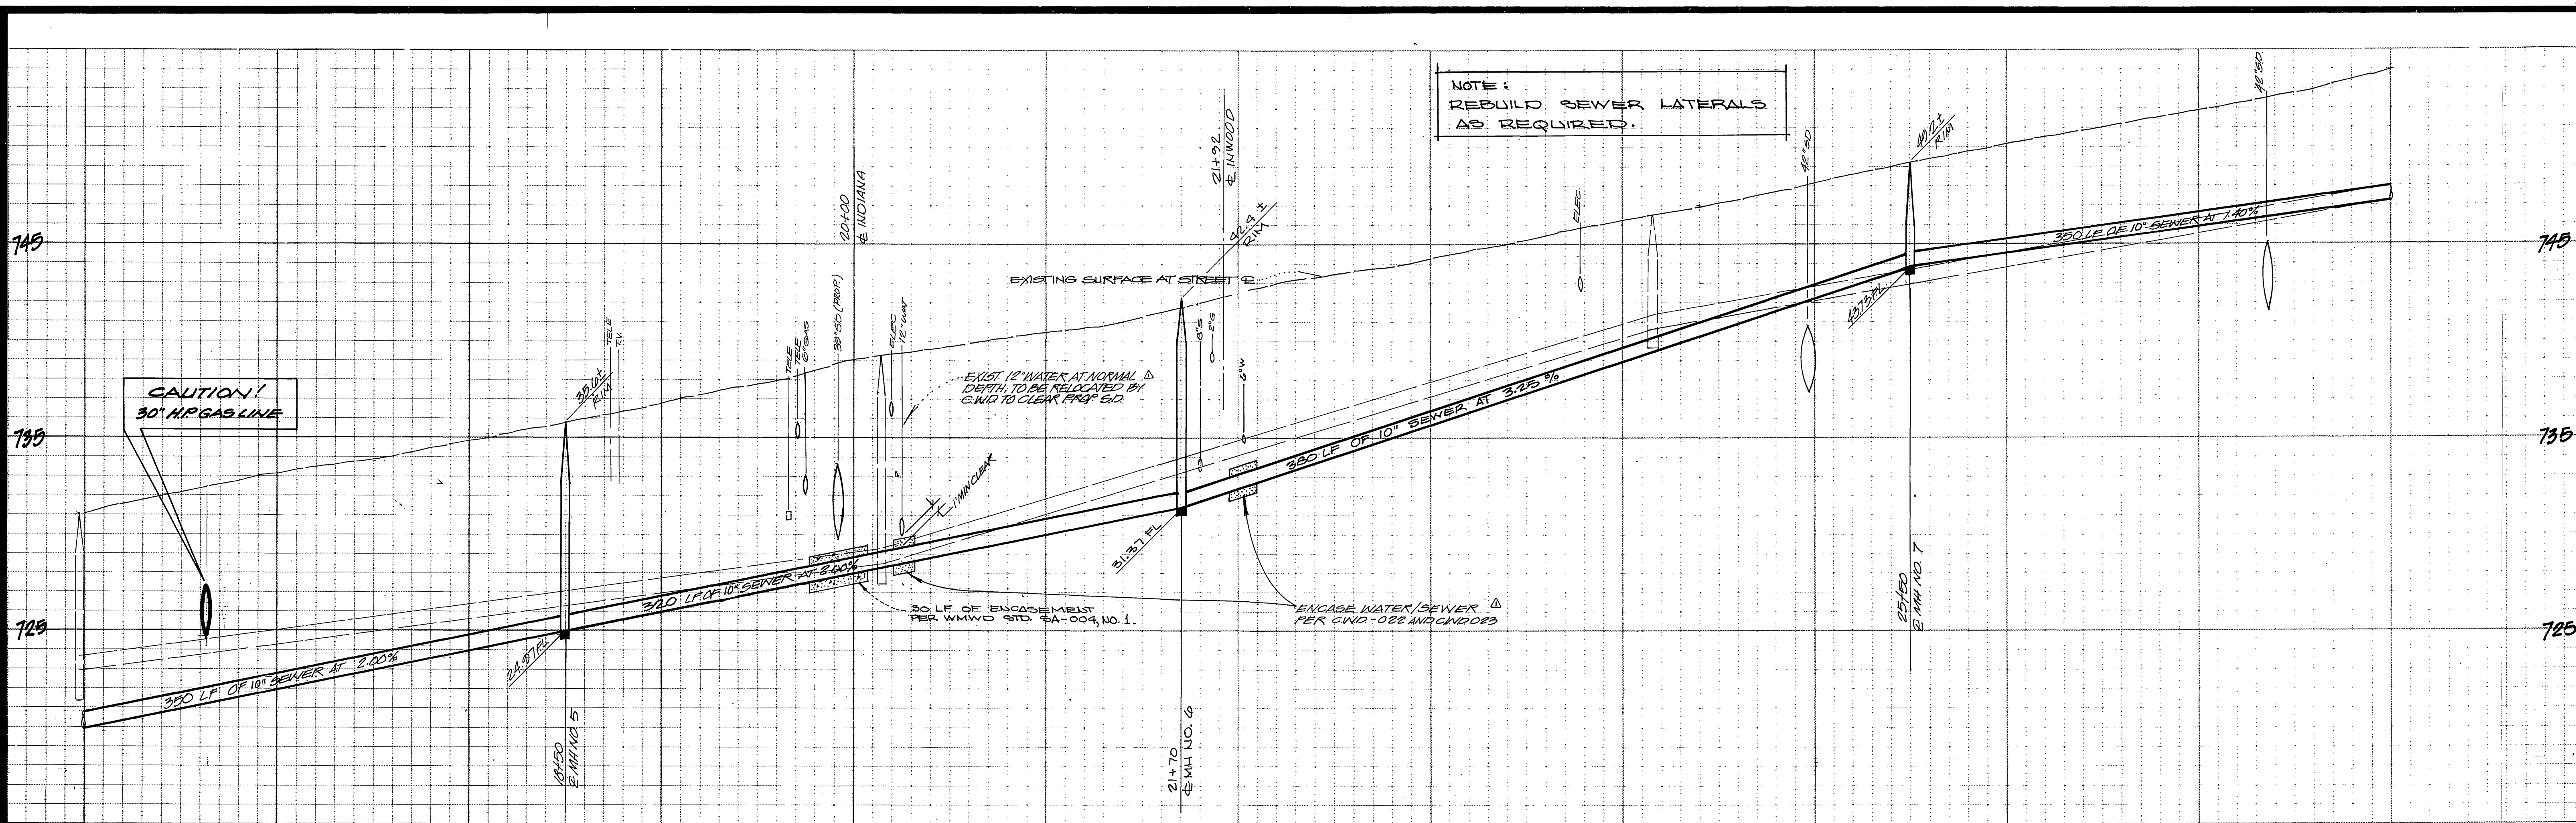 NOTE:
REBUILD SEWER LATERALS
AS REQUIRED.
42"SD
42"SD
49.2±
RIM
21+92
℄ INWOOD
42.4 ±
RIM
20+00
℄ INDIANA
ELEC.
745
745
350 LF OF 10" SEWER AT 1.40%
EXISTING SURFACE AT STREET ℄
39"SD (PROP.)
43.73 FL
TELE
T.V.
TELE
TELE
6" GAS
ELEC
12" WAT
8"S
2"G
6"W
CAUTION!
30" HP GAS LINE
35.6±
RIM
EXIST. 12" WATER AT NORMAL
DEPTH, TO BE RELOCATED BY
C.W.D TO CLEAR PROP. S.D.
735
735
380 LF OF 10" SEWER AT 3.25%
1' MIN CLEAR
31.37 FL
320 LF OF 10" SEWER AT 2.00%
30 LF OF ENCASEMENT
PER WMWD STD. SA-004, NO. 1.
ENCASE WATER/SEWER
PER C.W.D.-022 AND C.W.D.023
725
725
24.97 FL
350 LF OF 10" SEWER AT 2.00%
18+50
℄ MH NO. 5
21+70
℄ MH NO. 6
25+50
℄ MH NO. 7